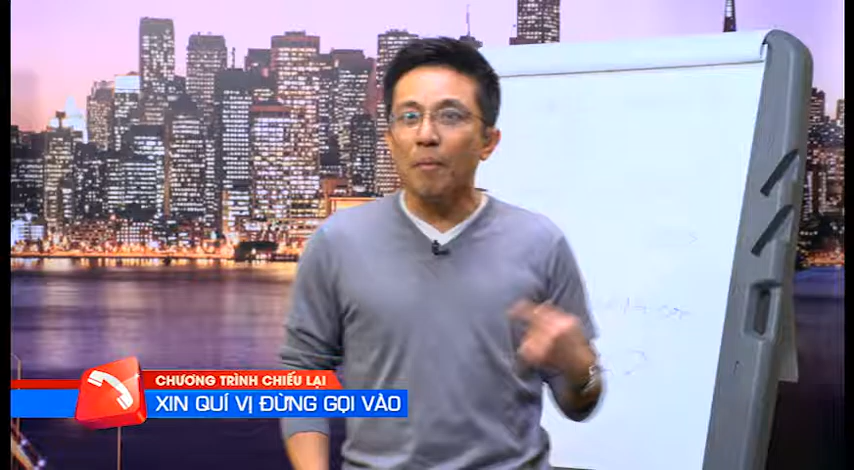 CHƯƠNG TRÌNH CHIẾU LẠI
XIN QUÍ VỊ ĐỪNG GỌI VÀO